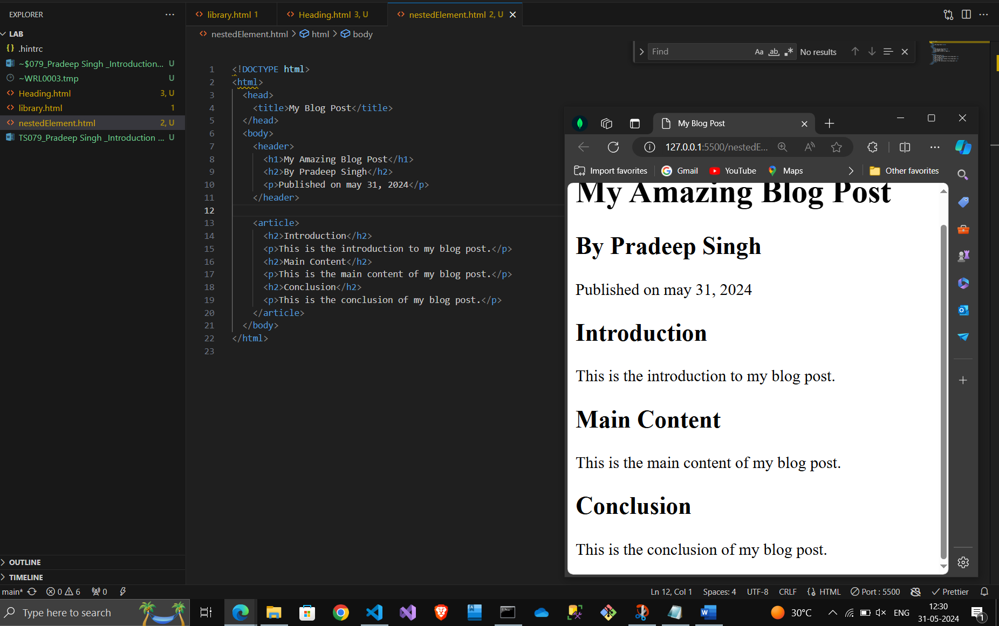 EXPLORER
LAB
.hintrc
~$079_Pradeep Singh _Introduction... U
~WRL0003.tmp U
Heading.html 3, U
library.html 1
nestedElement.html 2, U
TS079_Pradeep Singh _Introduction ... U
OUTLINE
TIMELINE
library.html 1
Heading.html 3, U
nestedElement.html 2, U
nestedElement.html > html > body
Find
Aa ab .*
No results
1 <!DOCTYPE html>
2 <html>
3 <head>
4 <title>My Blog Post</title>
5 </head>
6 <body>
7 <header>
8 <h1>My Amazing Blog Post</h1>
9 <h2>By Pradeep Singh</h2>
10 <p>Published on may 31, 2024</p>
11 </header>
12
13 <article>
14 <h2>Introduction</h2>
15 <p>This is the introduction to my blog post.</p>
16 <h2>Main Content</h2>
17 <p>This is the main content of my blog post.</p>
18 <h2>Conclusion</h2>
19 <p>This is the conclusion of my blog post.</p>
20 </article>
21 </body>
22 </html>
23
My Blog Post
127.0.0.1:5500/nestedE...
Import favorites Gmail YouTube Maps Other favorites
My Amazing Blog Post
By Pradeep Singh
Published on may 31, 2024
Introduction
This is the introduction to my blog post.
Main Content
This is the main content of my blog post.
Conclusion
This is the conclusion of my blog post.
main* 0 6 0
Ln 12, Col 1 Spaces: 4 UTF-8 CRLF HTML Port : 5500 Prettier
Type here to search
30°C ENG
12:30
31-05-2024
1